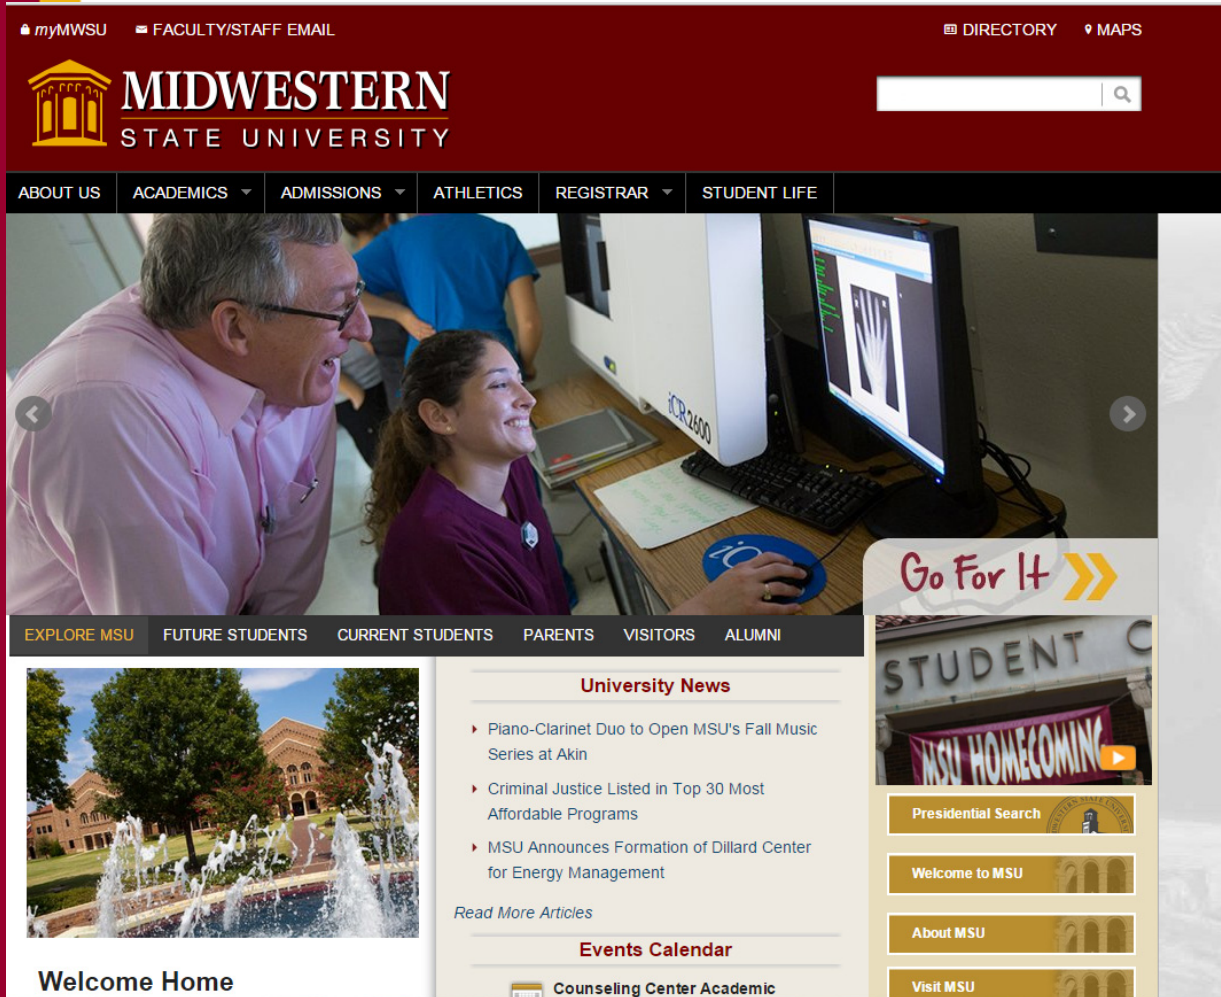 myMWSU FACULTY/STAFF EMAIL DIRECTORY MAPS
MIDWESTERN
STATE UNIVERSITY
ABOUT US ACADEMICS ADMISSIONS ATHLETICS REGISTRAR STUDENT LIFE
iCR2600
iCR
Go For It
EXPLORE MSU FUTURE STUDENTS CURRENT STUDENTS PARENTS VISITORS ALUMNI
STUDENT C
MSU HOMECOMING
University News
Piano-Clarinet Duo to Open MSU's Fall Music
Series at Akin
Criminal Justice Listed in Top 30 Most
Affordable Programs
MSU Announces Formation of Dillard Center
for Energy Management
Read More Articles
Events Calendar
Counseling Center Academic
Welcome Home
Presidential Search
Welcome to MSU
About MSU
Visit MSU